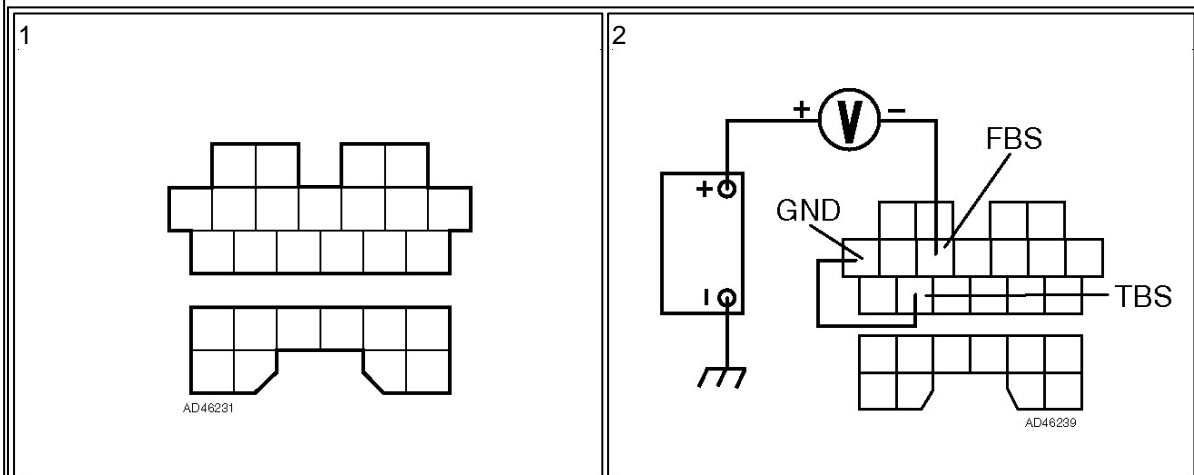 1
AD46231
2
+ V −
FBS
+
GND
−
TBS
AD46239